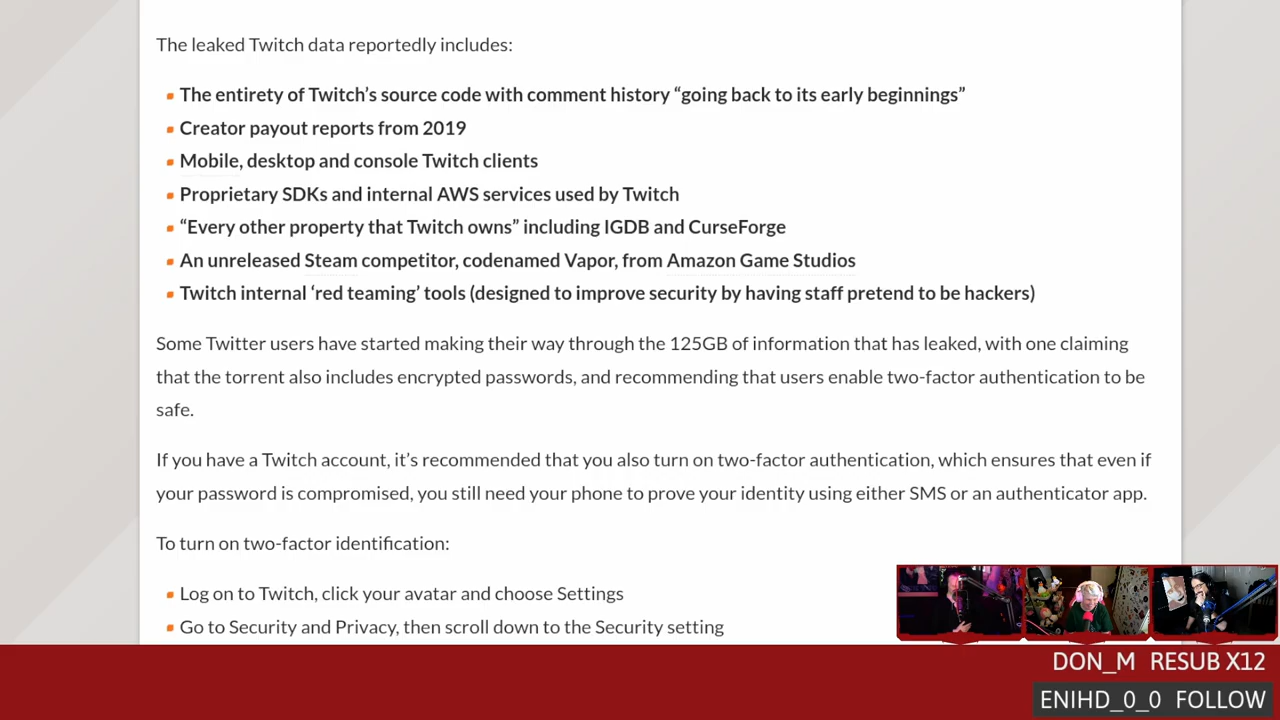 The leaked Twitch data reportedly includes:
The entirety of Twitch’s source code with comment history “going back to its early beginnings”
Creator payout reports from 2019
Mobile, desktop and console Twitch clients
Proprietary SDKs and internal AWS services used by Twitch
“Every other property that Twitch owns” including IGDB and CurseForge
An unreleased Steam competitor, codenamed Vapor, from Amazon Game Studios
Twitch internal ‘red teaming’ tools (designed to improve security by having staff pretend to be hackers)
Some Twitter users have started making their way through the 125GB of information that has leaked, with one claiming
that the torrent also includes encrypted passwords, and recommending that users enable two-factor authentication to be
safe.
If you have a Twitch account, it’s recommended that you also turn on two-factor authentication, which ensures that even if
your password is compromised, you still need your phone to prove your identity using either SMS or an authenticator app.
To turn on two-factor identification:
Log on to Twitch, click your avatar and choose Settings
Go to Security and Privacy, then scroll down to the Security setting
DON_M RESUB X12
ENIHD_0_0 FOLLOW